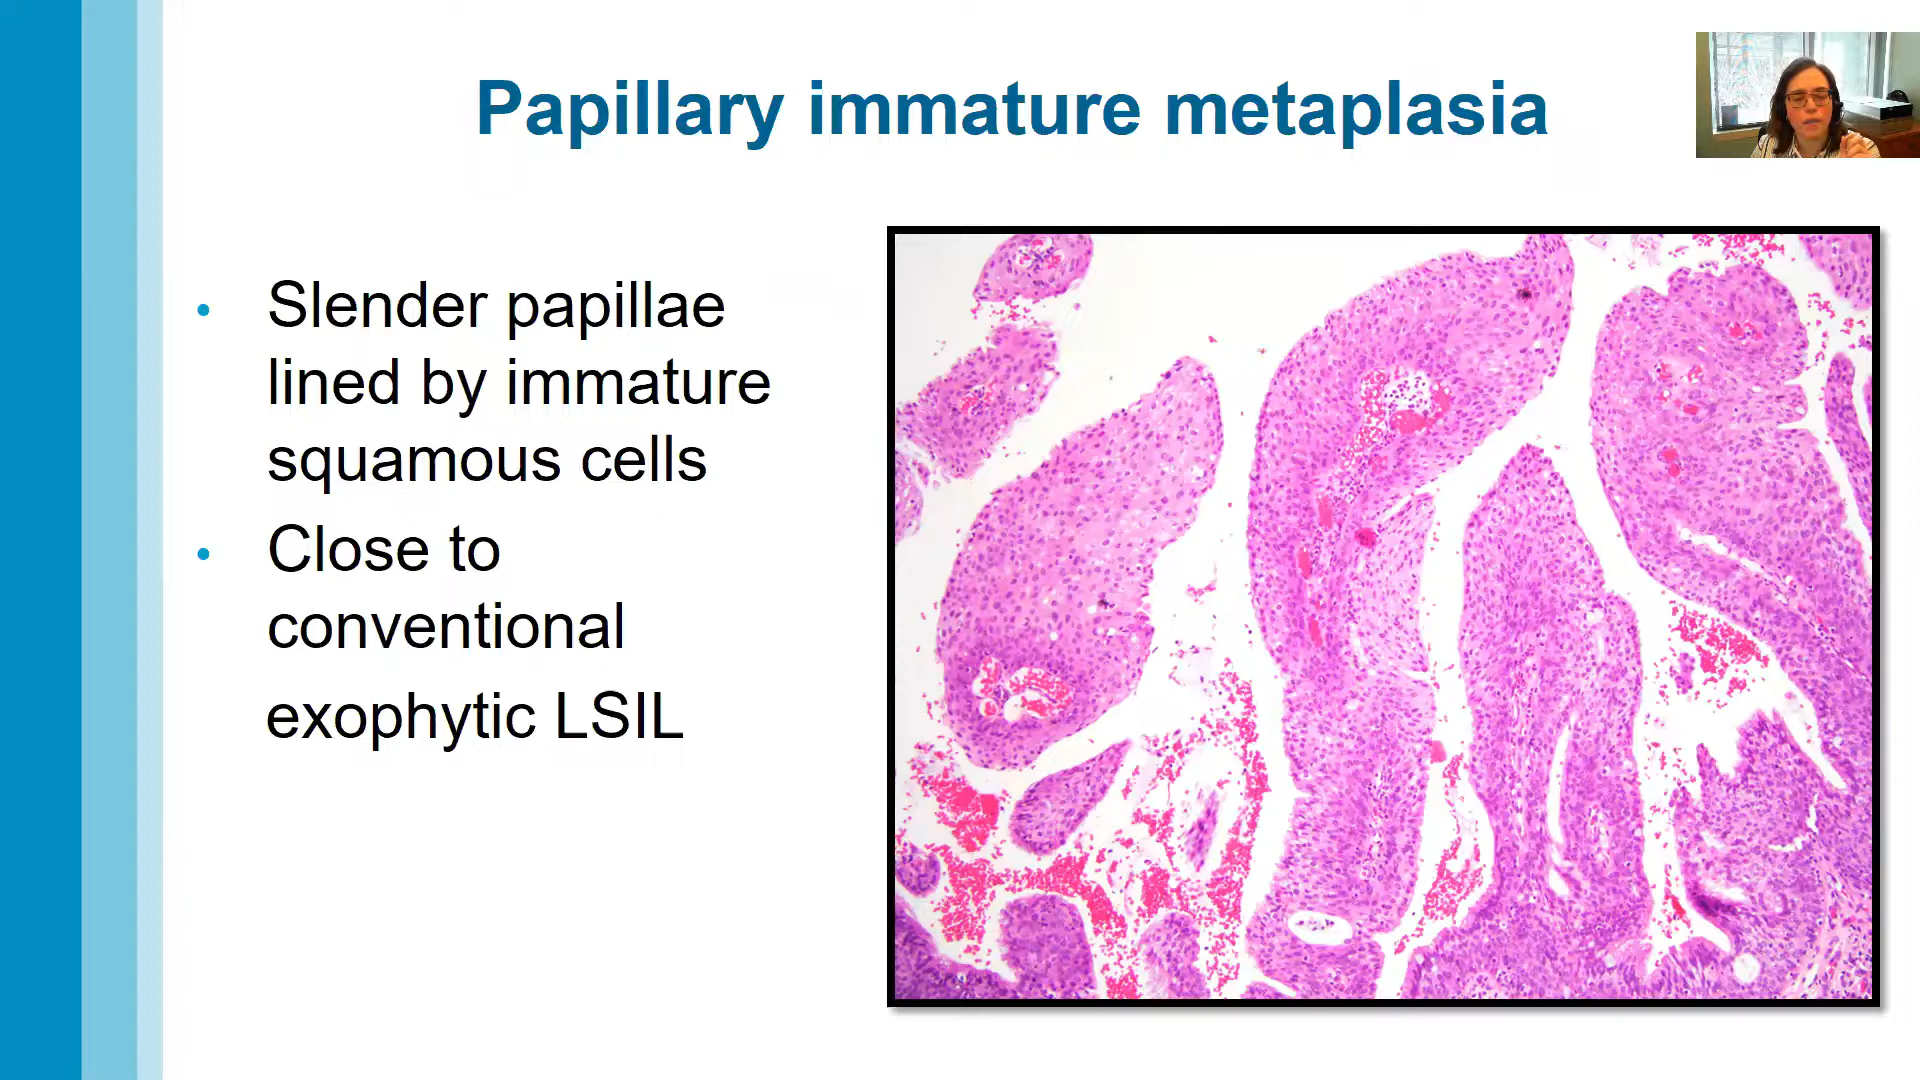 Papillary immature metaplasia
• Slender papillae
lined by immature
squamous cells
• Close to
conventional
exophytic LSIL